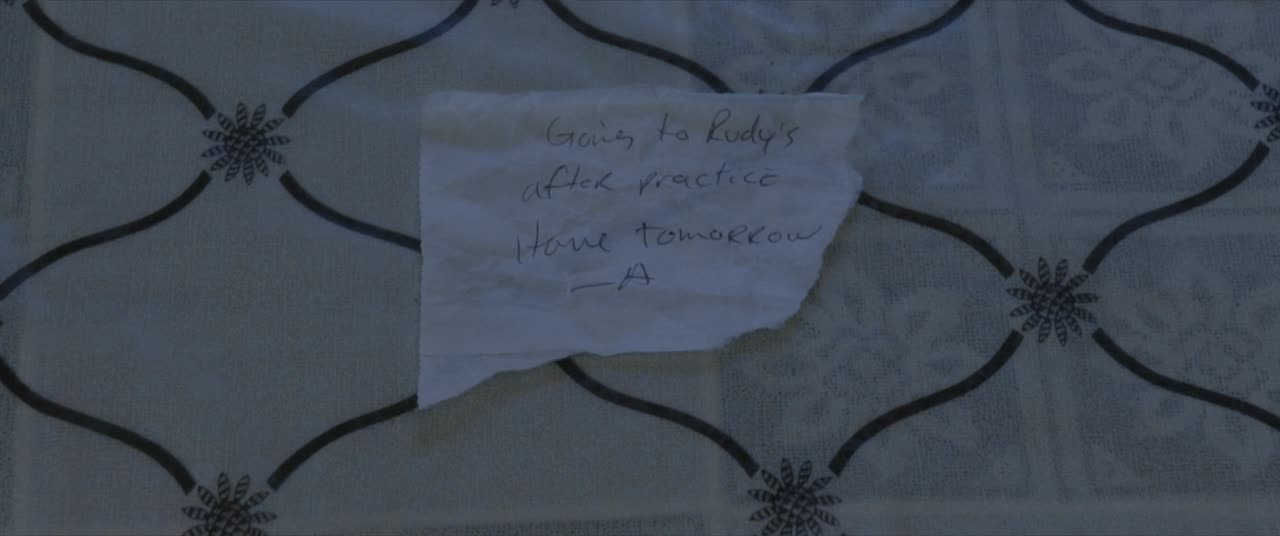 Going to Rudy's
after practice
Home tomorrow
—A